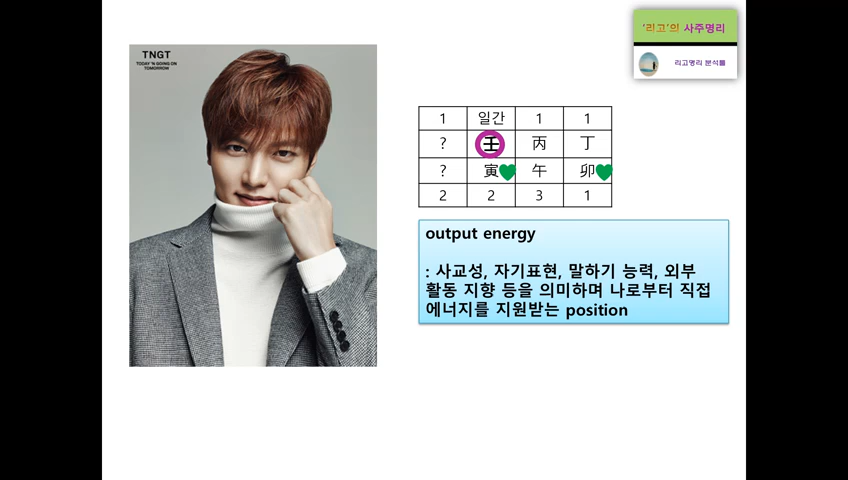 TNGT
TODAY 'N GOING ON
TOMORROW
'리고'의 사주명리
리고명리 분석틀
1 일간 1 1
? 壬 丙 丁
? 寅 午 卯
2 2 3 1
output energy
: 사교성, 자기표현, 말하기 능력, 외부
활동 지향 등을 의미하며 나로부터 직접
에너지를 지원받는 position